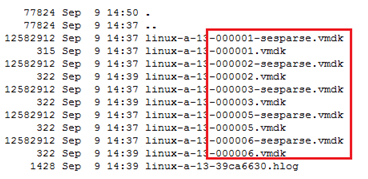 77824 Sep 9 14:50 .
77824 Sep 9 14:37 ..
12582912 Sep 9 14:37 linux-a-13-000001-sesparse.vmdk
315 Sep 9 14:37 linux-a-13-000001.vmdk
12582912 Sep 9 14:37 linux-a-13-000002-sesparse.vmdk
322 Sep 9 14:39 linux-a-13-000002.vmdk
12582912 Sep 9 14:37 linux-a-13-000003-sesparse.vmdk
322 Sep 9 14:39 linux-a-13-000003.vmdk
12582912 Sep 9 14:37 linux-a-13-000005-sesparse.vmdk
322 Sep 9 14:37 linux-a-13-000005.vmdk
12582912 Sep 9 14:37 linux-a-13-000006-sesparse.vmdk
322 Sep 9 14:39 linux-a-13-000006.vmdk
1428 Sep 9 14:39 linux-a-13-39ca6630.hlog